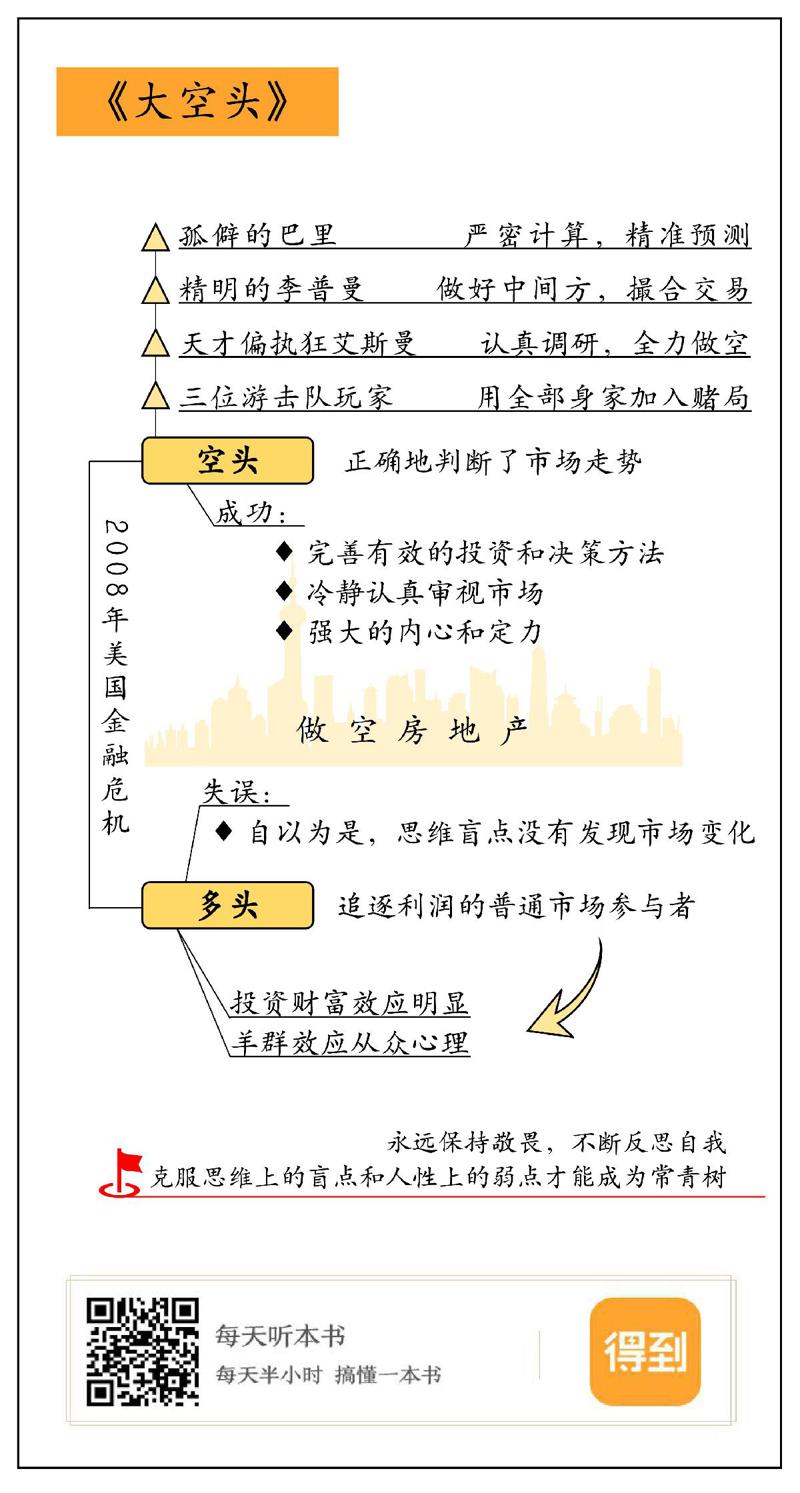 《大空头》
孤僻的巴里 严密计算，精准预测
精明的李普曼 做好中间方，撮合交易
天才偏执狂艾斯曼 认真调研，全力做空
三位游击队玩家 用全部身家加入赌局
空头 正确地判断了市场走势
成功：
完善有效的投资和决策方法
冷静认真审视市场
强大的内心和定力
2008年美国金融危机
做空房地产
失误：
自以为是，思维盲点没有发现市场变化
多头 追逐利润的普通市场参与者
投资财富效应明显
羊群效应从众心理
永远保持敬畏，不断反思自我
克服思维上的盲点和人性上的弱点才能成为常青树
每天听本书
每天半小时 搞懂一本书
得到